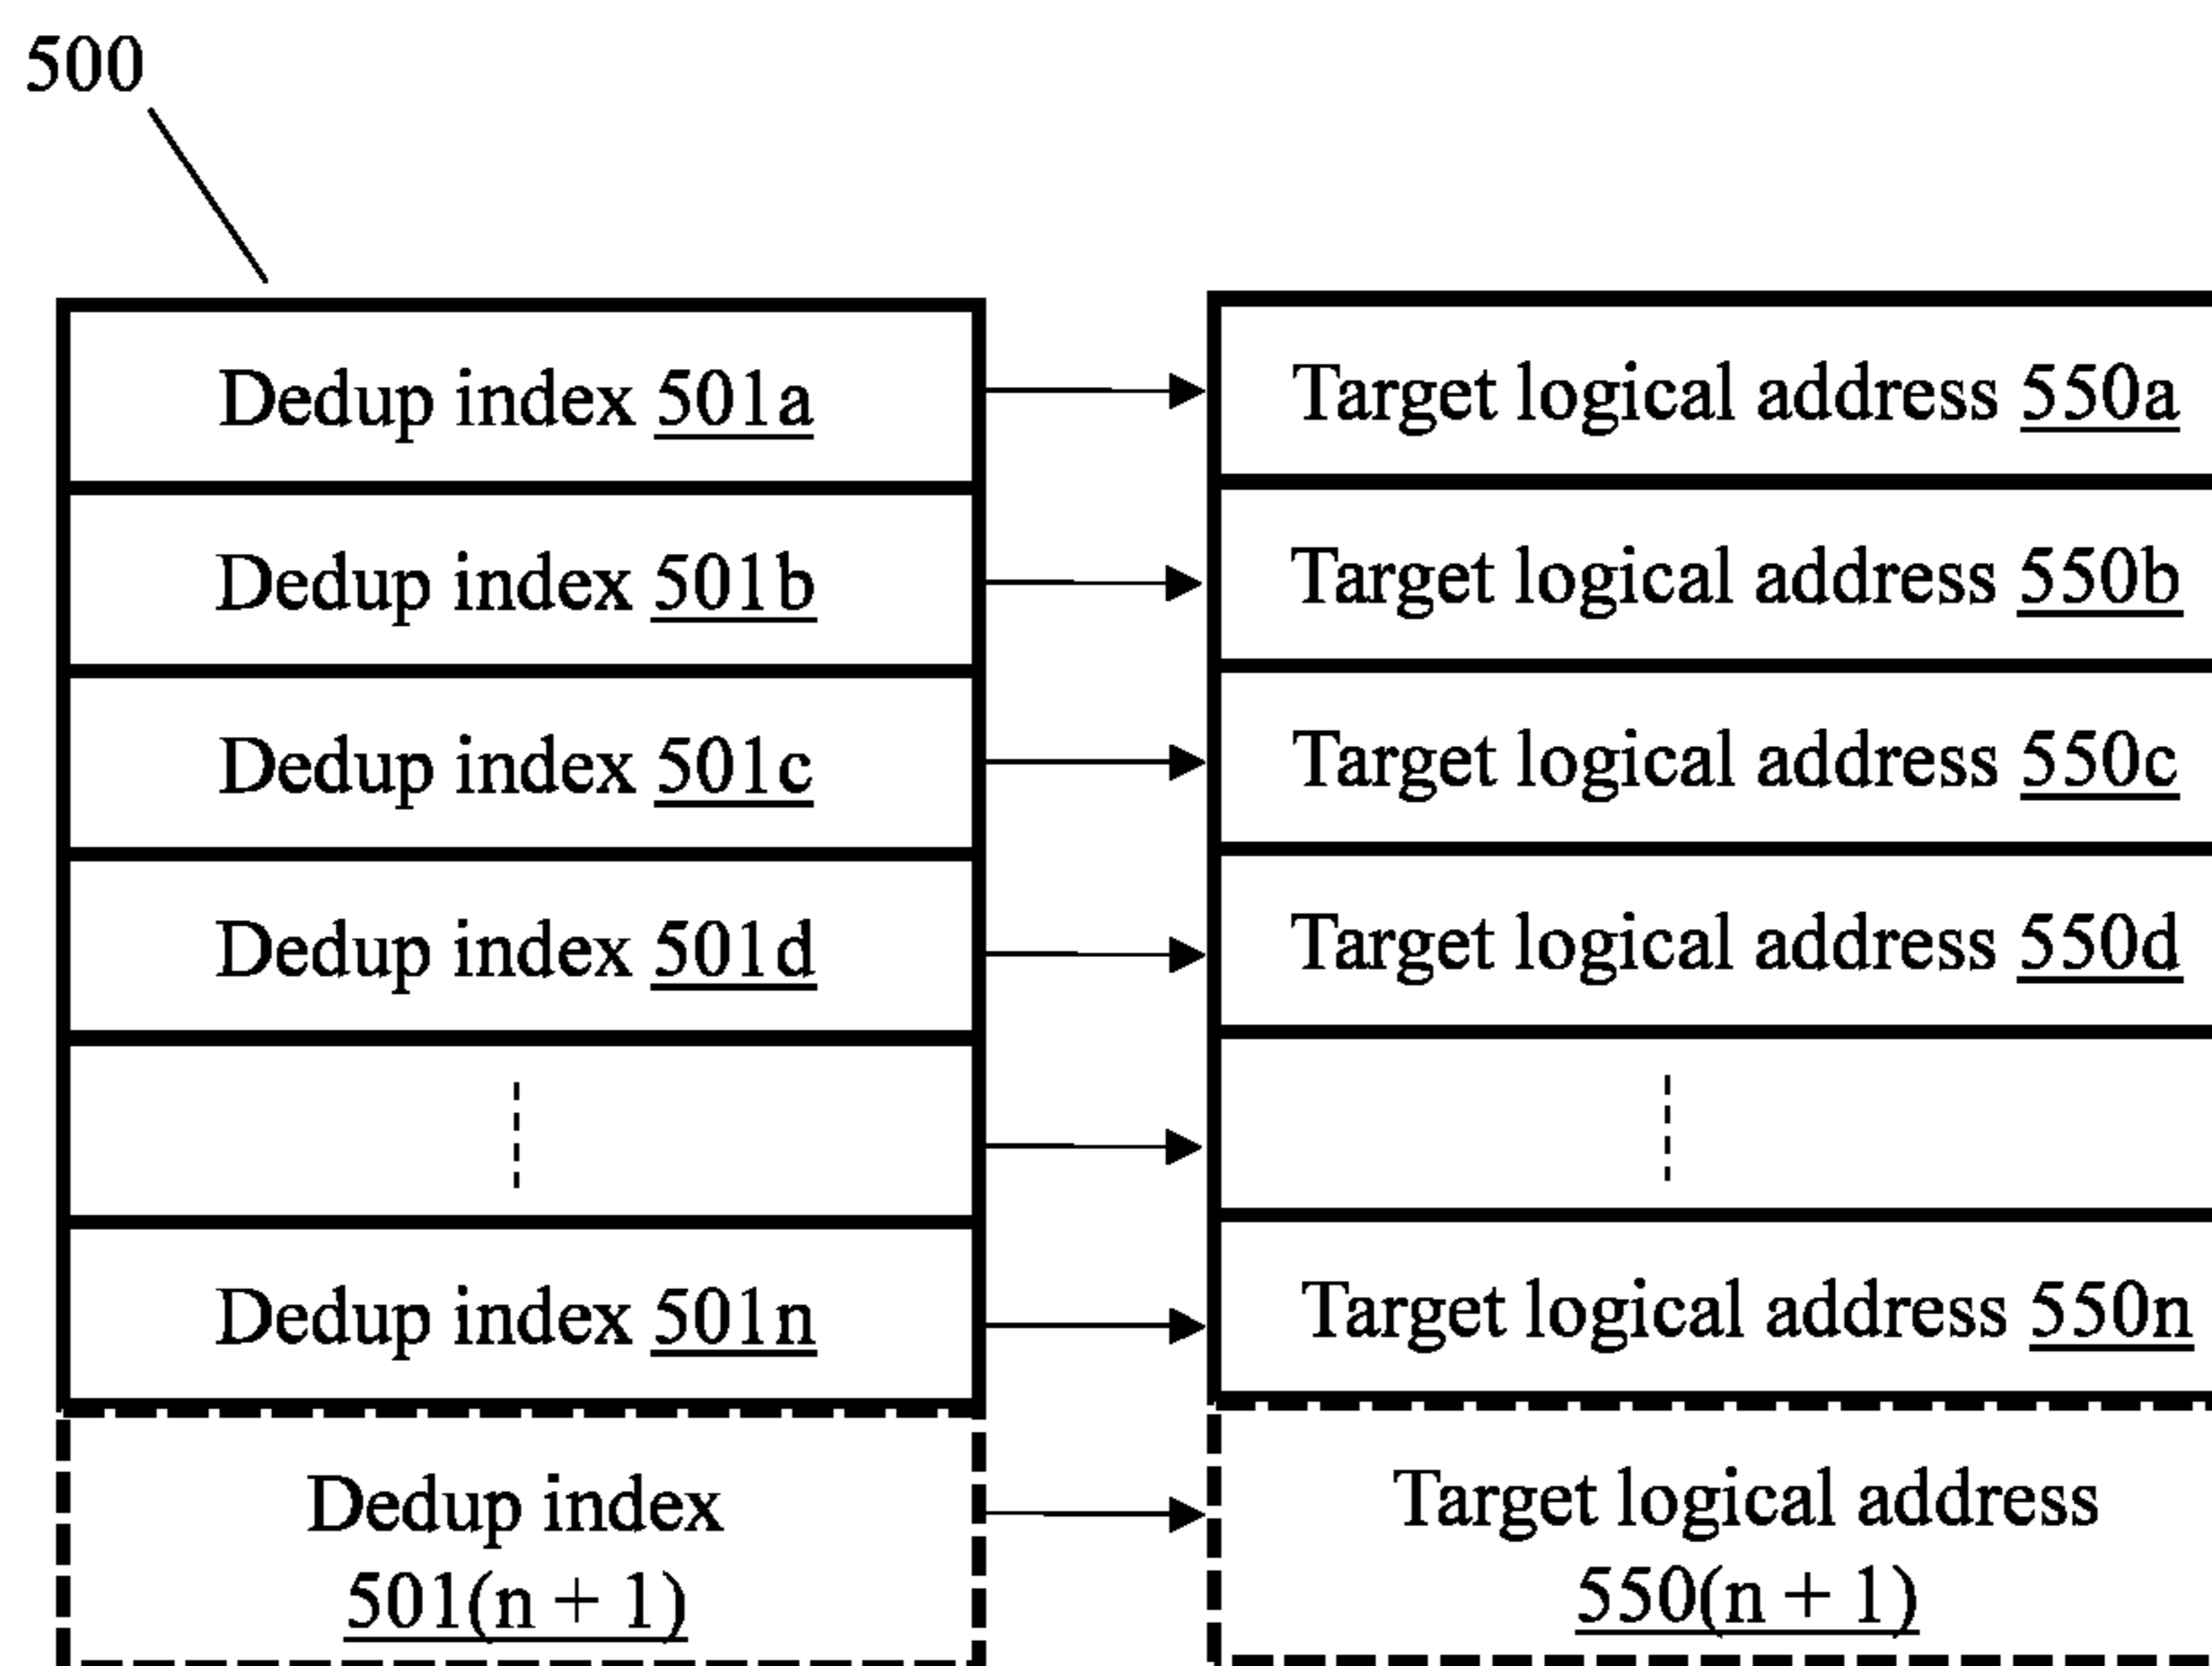 500
Dedup index 501a
Target logical address 550a
Dedup index 501b
Target logical address 550b
Dedup index 501c
Target logical address 550c
Dedup index 501d
Target logical address 550d
Dedup index 501n
Target logical address 550n
Dedup index
501(n + 1)
Target logical address
550(n + 1)